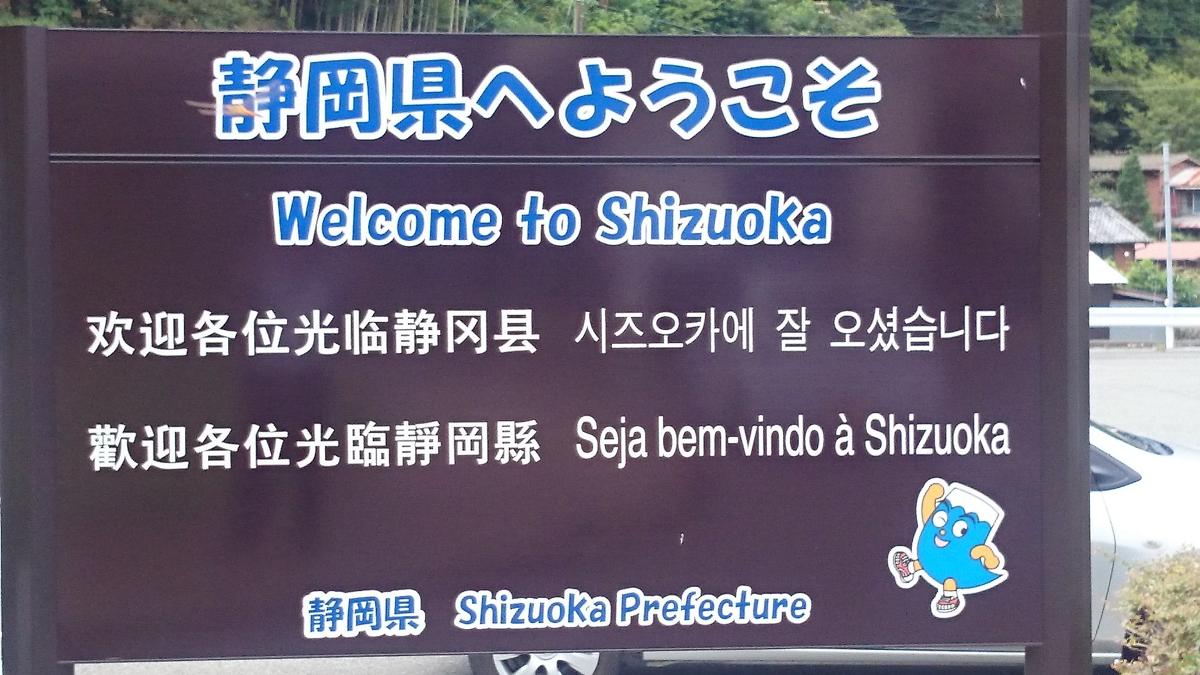 静岡県へようこそ
Welcome to Shizuoka
欢迎各位光临静冈县 시즈오카에 잘 오셨습니다
歡迎各位光臨靜岡縣 Seja bem-vindo à Shizuoka
静岡県 Shizuoka Prefecture